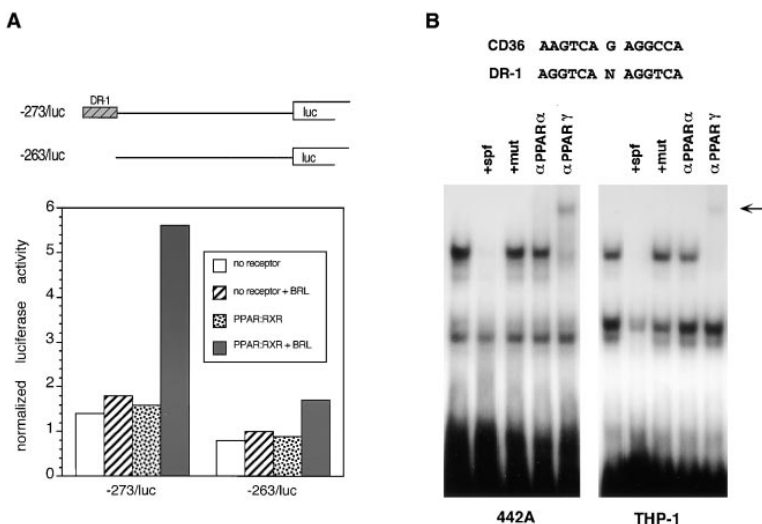 A
DR-1
-273/luc
luc
-263/luc
luc
normalized luciferase activity
6
5
4
3
2
1
0
no receptor
no receptor + BRL
PPAR:RXR
PPAR:RXR + BRL
-273/luc
-263/luc
B
CD36 AAGTCA G AGGCCA
DR-1 AGGTCA N AGGTCA
+spf
+mut
αPPARα
αPPARγ
+spf
+mut
αPPARα
αPPARγ
442A
THP-1